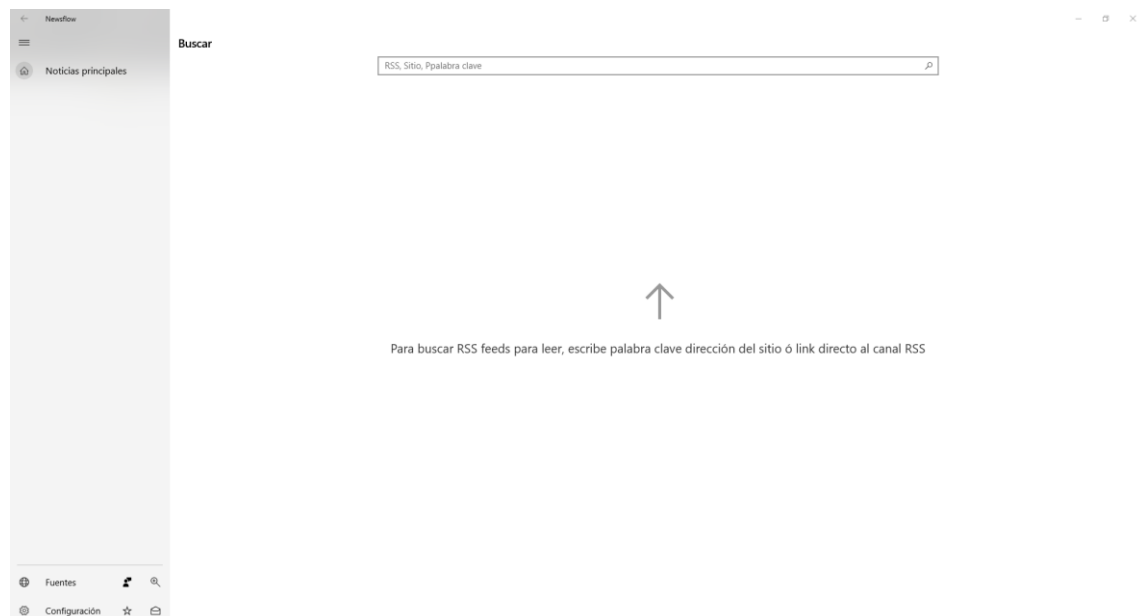 Newsflow
Buscar
RSS, Sitio, Ppalabra clave
Noticias principales
Para buscar RSS feeds para leer, escribe palabra clave dirección del sitio ó link directo al canal RSS
Fuentes
Configuración